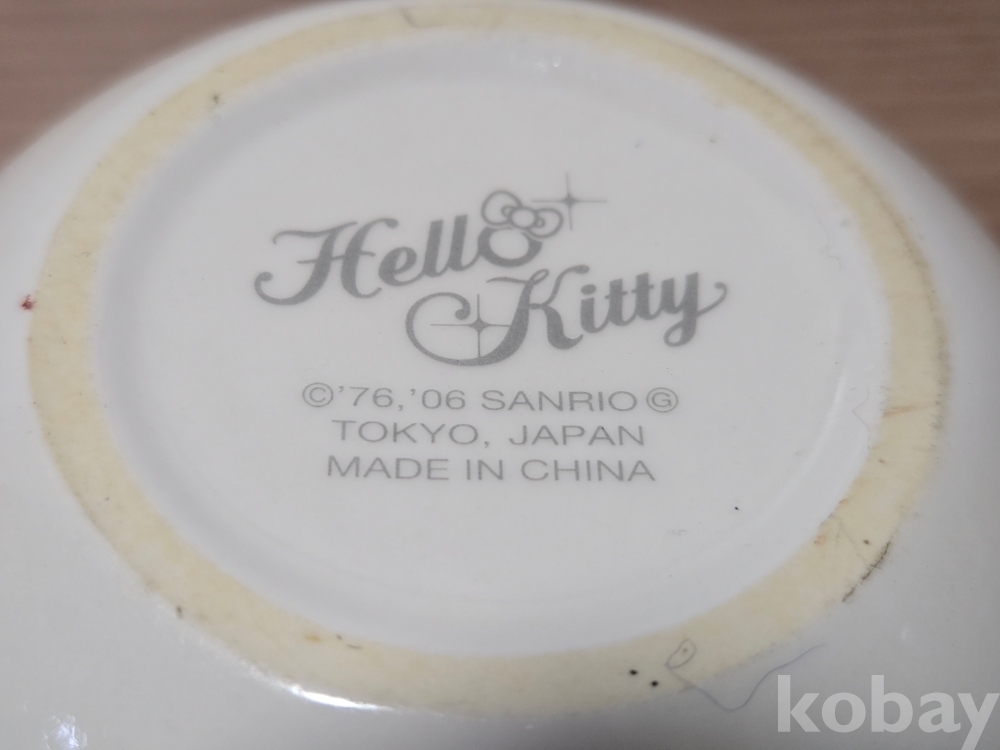 Hello
Kitty
©'76,'06 SANRIO Ⓖ
TOKYO, JAPAN
MADE IN CHINA
kobay